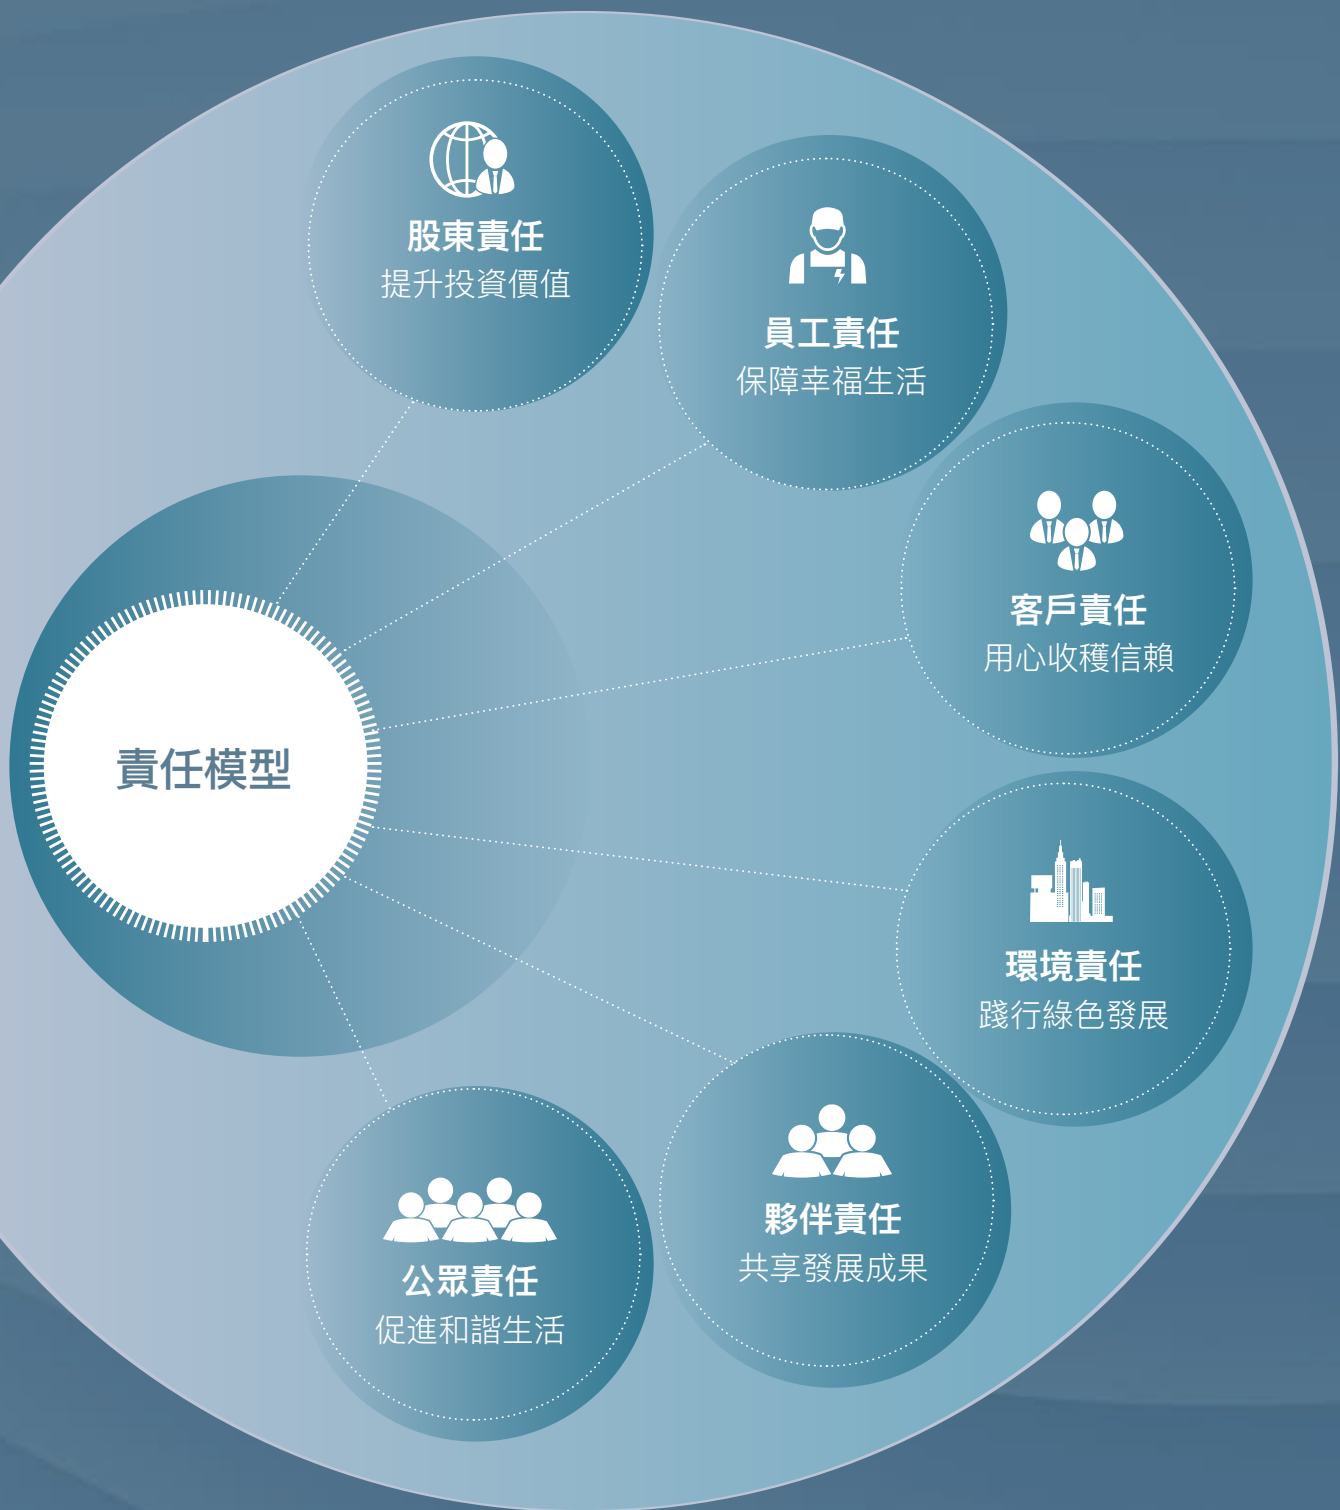 股東責任
提升投資價值
員工責任
保障幸福生活
客戶責任
用心收穫信賴
責任模型
環境責任
踐行綠色發展
夥伴責任
共享發展成果
公眾責任
促進和諧生活